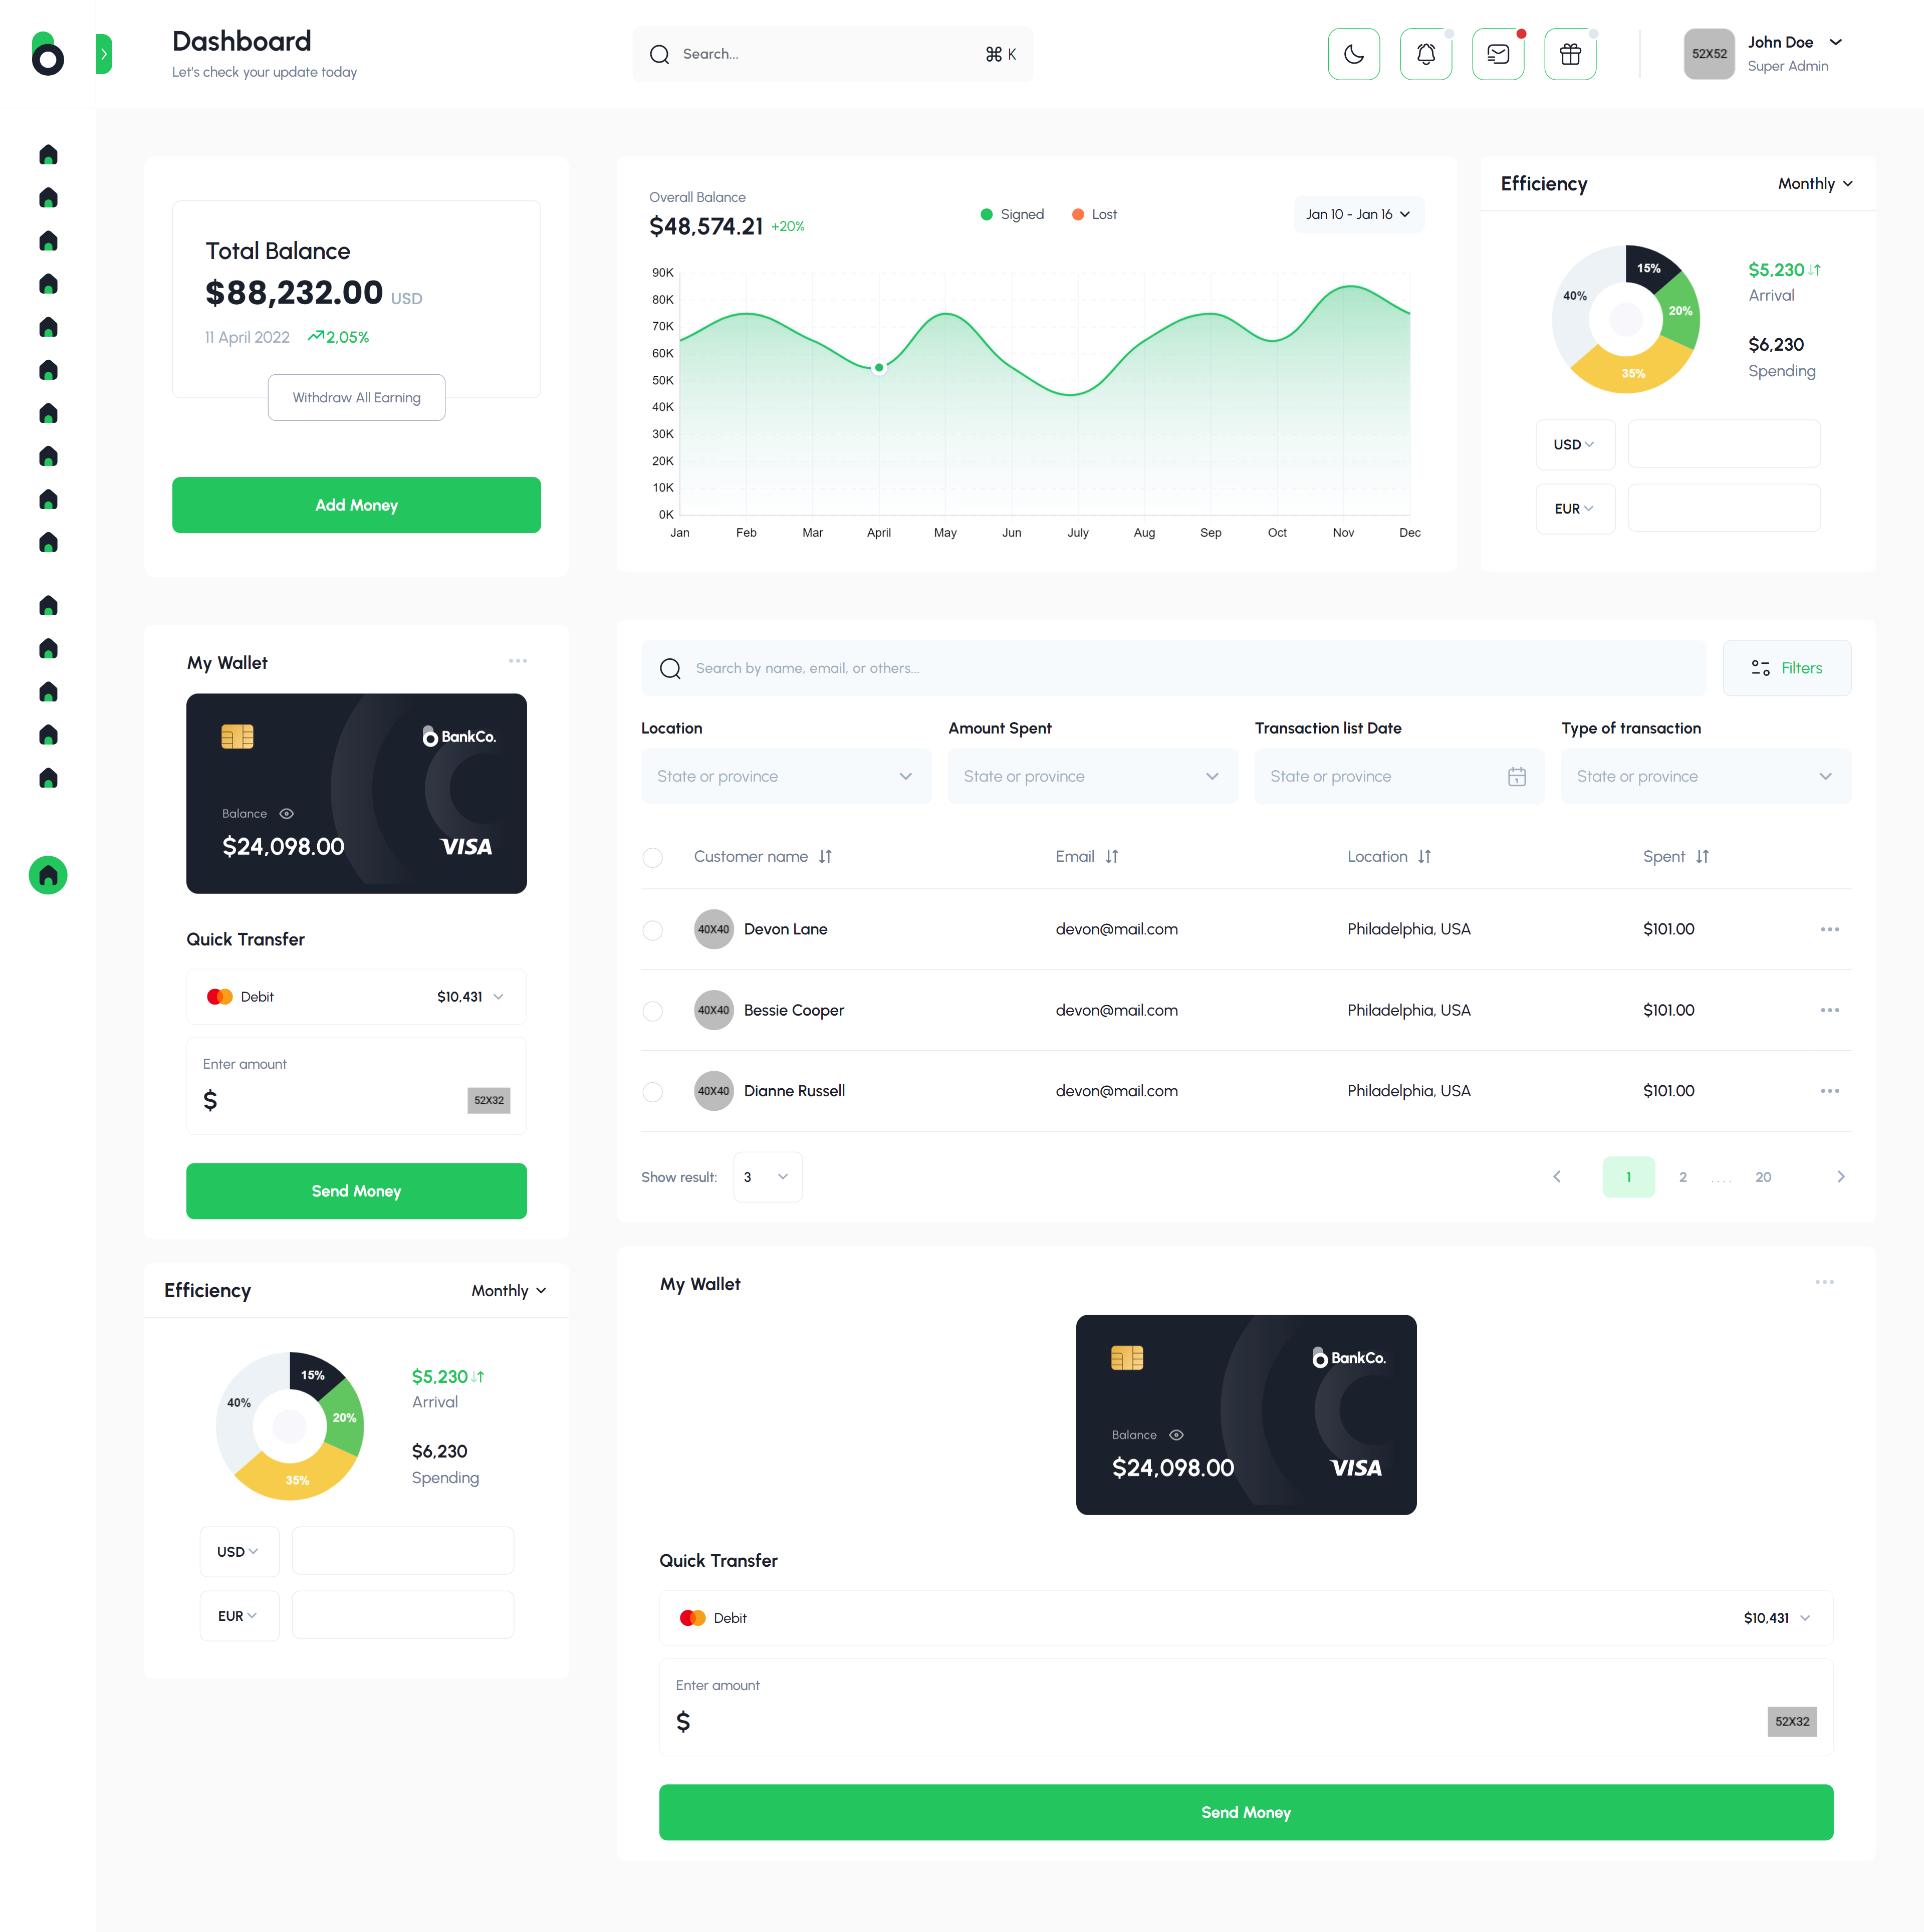 Dashboard
Let's check your update today
Search...
⌘ K
52X52
John Doe
Super Admin
Total Balance
$88,232.00 USD
11 April 2022 2,05%
Withdraw All Earning
Add Money
Overall Balance
$48,574.21 +20%
Signed Lost
Jan 10 - Jan 16
90K
80K
70K
60K
50K
40K
30K
20K
10K
0K
Jan Feb Mar April May Jun July Aug Sep Oct Nov Dec
Efficiency
Monthly
15%
20%
35%
40%
$5,230
Arrival
$6,230
Spending
USD
EUR
My Wallet
BankCo.
Balance
$24,098.00
VISA
Quick Transfer
Debit $10,431
Enter amount
$ 52X32
Send Money
Search by name, email, or others...
Filters
Location Amount Spent Transaction list Date Type of transaction
State or province State or province State or province 1 State or province
Customer name Email Location Spent
40X40 Devon Lane devon@mail.com Philadelphia, USA $101.00
40X40 Bessie Cooper devon@mail.com Philadelphia, USA $101.00
40X40 Dianne Russell devon@mail.com Philadelphia, USA $101.00
Show result: 3
1 2 .... 20
Efficiency
Monthly
15%
20%
35%
40%
$5,230
Arrival
$6,230
Spending
USD
EUR
My Wallet
BankCo.
Balance
$24,098.00
VISA
Quick Transfer
Debit $10,431
Enter amount
$ 52X32
Send Money